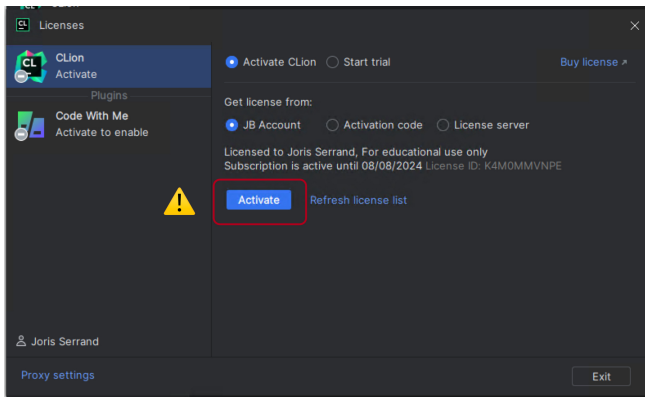 CL Licenses
CL CLion
Activate
Activate CLion Start trial Buy license ↗
Plugins
Code With Me
Activate to enable
Get license from:
JB Account Activation code License server
Licensed to Joris Serrand, For educational use only
Subscription is active until 08/08/2024 License ID: K4M0MMVNPE
Activate Refresh license list
Joris Serrand
Proxy settings Exit